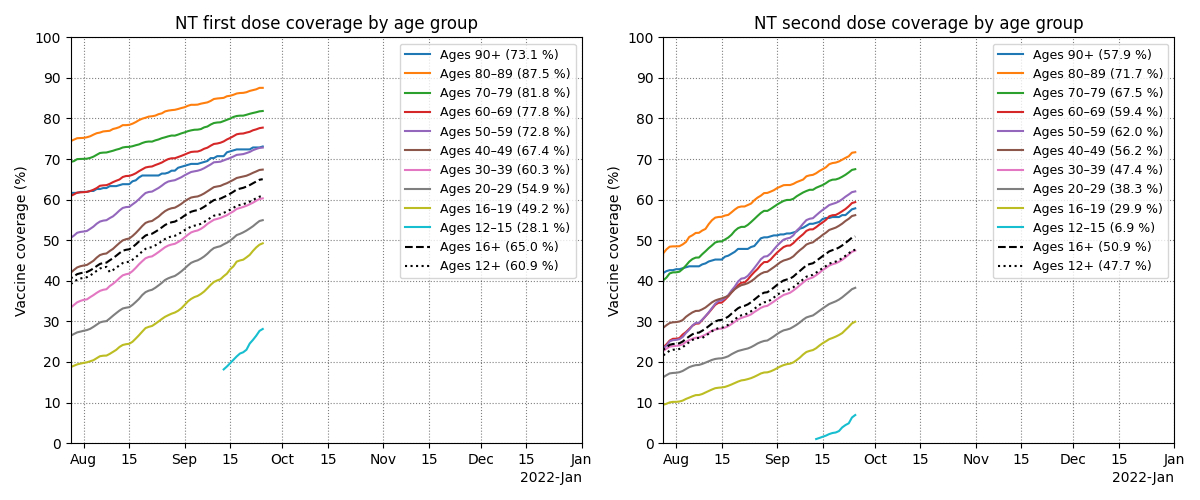 NT first dose coverage by age group
Vaccine coverage (%)
100
90
80
70
60
50
40
30
20
10
0
Ages 90+ (73.1 %)
Ages 80–89 (87.5 %)
Ages 70–79 (81.8 %)
Ages 60–69 (77.8 %)
Ages 50–59 (72.8 %)
Ages 40–49 (67.4 %)
Ages 30–39 (60.3 %)
Ages 20–29 (54.9 %)
Ages 16–19 (49.2 %)
Ages 12–15 (28.1 %)
Ages 16+ (65.0 %)
Ages 12+ (60.9 %)
Aug 15 Sep 15 Oct 15 Nov 15 Dec 15 Jan
2022-Jan
NT second dose coverage by age group
Vaccine coverage (%)
100
90
80
70
60
50
40
30
20
10
0
Ages 90+ (57.9 %)
Ages 80–89 (71.7 %)
Ages 70–79 (67.5 %)
Ages 60–69 (59.4 %)
Ages 50–59 (62.0 %)
Ages 40–49 (56.2 %)
Ages 30–39 (47.4 %)
Ages 20–29 (38.3 %)
Ages 16–19 (29.9 %)
Ages 12–15 (6.9 %)
Ages 16+ (50.9 %)
Ages 12+ (47.7 %)
Aug 15 Sep 15 Oct 15 Nov 15 Dec 15 Jan
2022-Jan